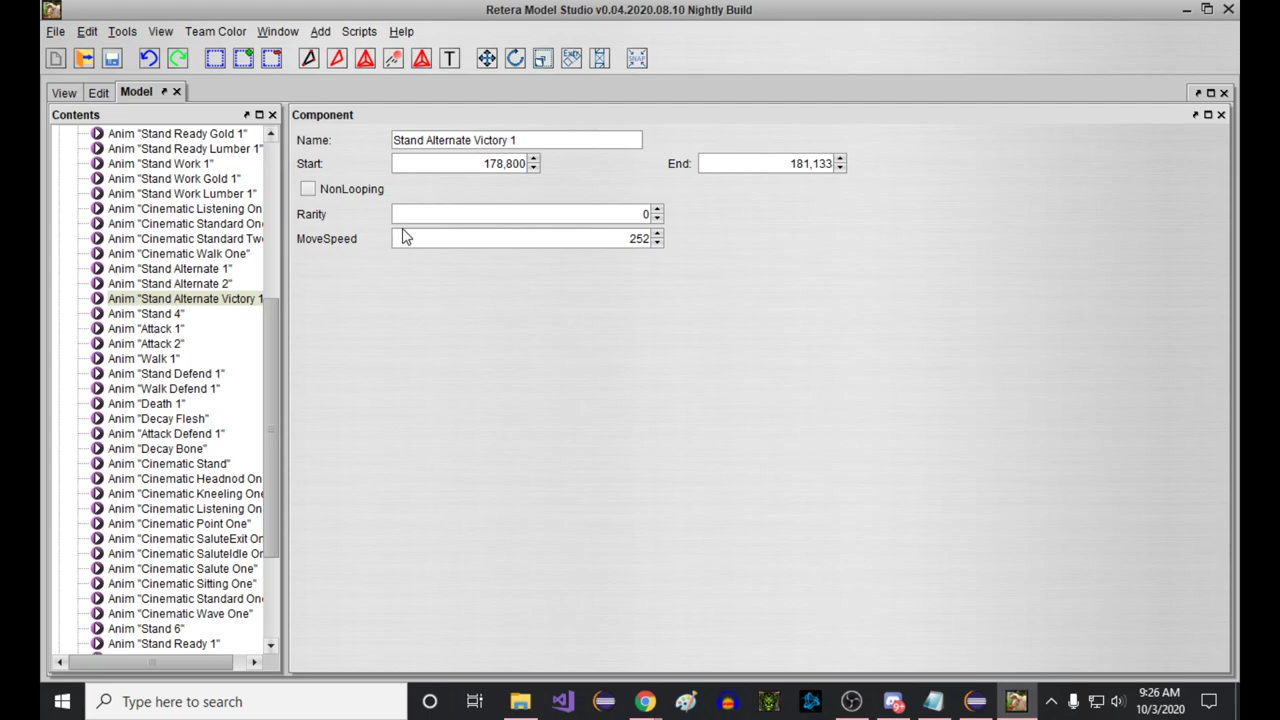 Retera Model Studio v0.04.2020.08.10 Nightly Build
File Edit Tools View Team Color Window Add Scripts Help
T
END
SNAP
View Edit Model
Contents
Component
Anim "Stand Ready Gold 1"
Anim "Stand Ready Lumber 1"
Anim "Stand Work 1"
Anim "Stand Work Gold 1"
Anim "Stand Work Lumber 1"
Anim "Cinematic Listening On
Anim "Cinematic Standard One
Anim "Cinematic Standard Two
Anim "Cinematic Walk One"
Anim "Stand Alternate 1"
Anim "Stand Alternate 2"
Anim "Stand Alternate Victory 1
Anim "Stand 4"
Anim "Attack 1"
Anim "Attack 2"
Anim "Walk 1"
Anim "Stand Defend 1"
Anim "Walk Defend 1"
Anim "Death 1"
Anim "Decay Flesh"
Anim "Attack Defend 1"
Anim "Decay Bone"
Anim "Cinematic Stand"
Anim "Cinematic Headnod On
Anim "Cinematic Kneeling One
Anim "Cinematic Listening On
Anim "Cinematic Point One"
Anim "Cinematic SaluteExit On
Anim "Cinematic SaluteIdle On
Anim "Cinematic Salute One"
Anim "Cinematic Sitting One"
Anim "Cinematic Standard One
Anim "Cinematic Wave One"
Anim "Stand 6"
Anim "Stand Ready 1"
Name: Stand Alternate Victory 1
Start: 178,800 End: 181,133
NonLooping
Rarity 0
MoveSpeed 252
Type here to search
9:26 AM
10/3/2020